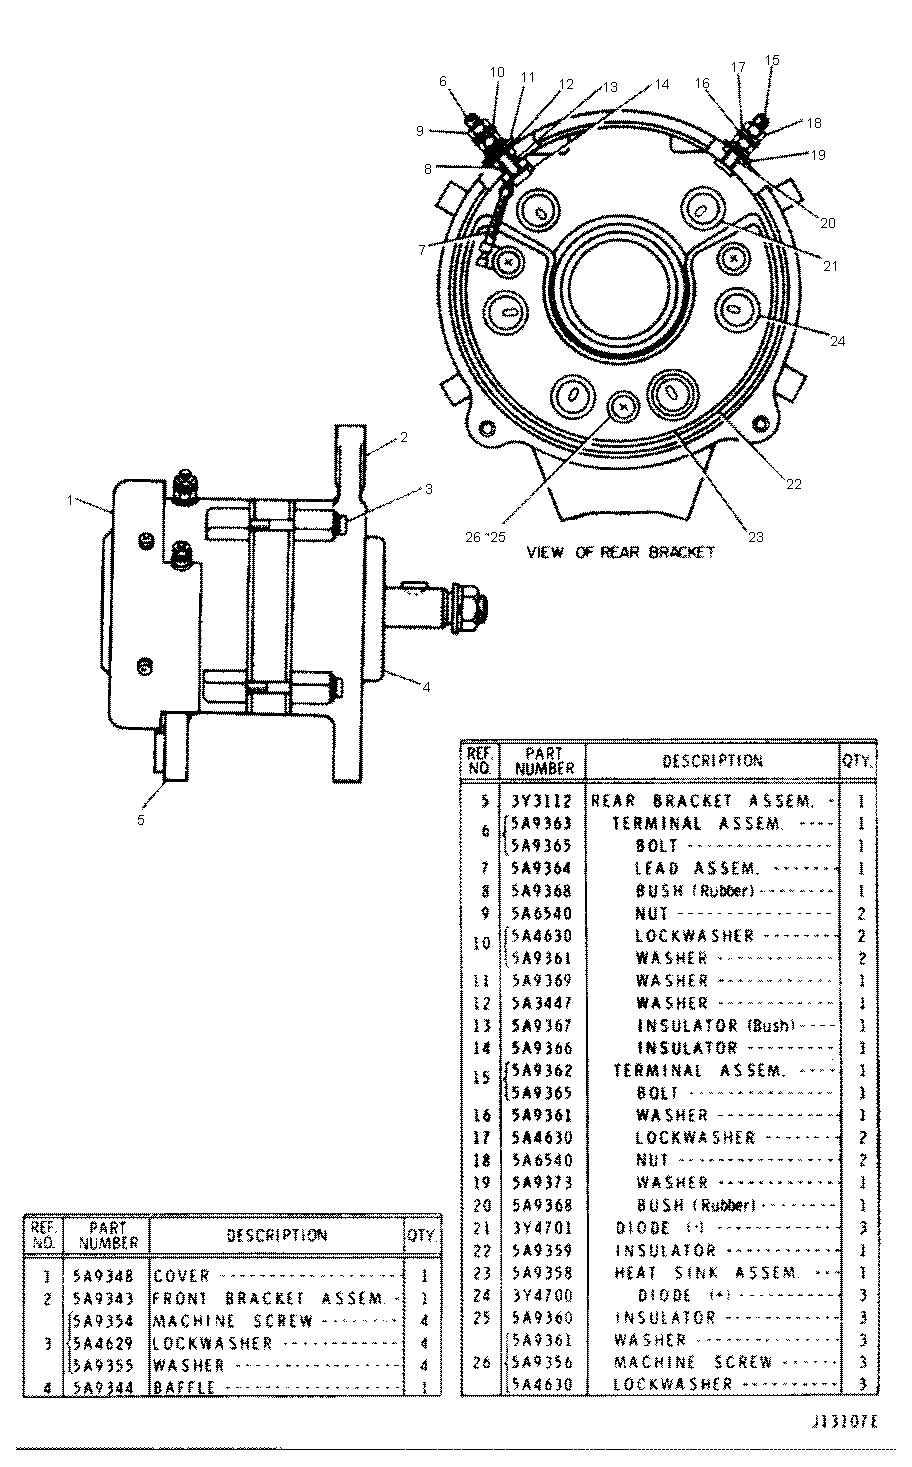 6 10 11 12 13 14 16 17 15
9 18
8 19
7 20
21
24
22
26 25 23
VIEW OF REAR BRACKET
1 2
3
4
5
REF. NO. PART NUMBER DESCRIPTION QTY.
5 3Y3112 REAR BRACKET ASSEM. 1
6 5A9363 TERMINAL ASSEM. 1
5A9365 BOLT 1
7 5A9364 LEAD ASSEM. 1
8 5A9368 BUSH (Rubber) 1
9 5A6540 NUT 2
10 5A4630 LOCKWASHER 2
5A9361 WASHER 2
11 5A9369 WASHER 1
12 5A3447 WASHER 1
13 5A9367 INSULATOR (Bush) 1
14 5A9366 INSULATOR 1
15 5A9362 TERMINAL ASSEM. 1
5A9365 BOLT 1
16 5A9361 WASHER 1
17 5A4630 LOCKWASHER 2
18 5A6540 NUT 2
19 5A9373 WASHER 1
20 5A9368 BUSH (Rubber) 1
21 3Y4701 DIODE (-) 3
22 5A9359 INSULATOR 1
23 5A9358 HEAT SINK ASSEM. 1
24 3Y4700 DIODE (+) 3
25 5A9360 INSULATOR 3
5A9361 WASHER 3
26 5A9356 MACHINE SCREW 3
5A4630 LOCKWASHER 3
REF. NO. PART NUMBER DESCRIPTION QTY.
1 5A9348 COVER 1
2 5A9343 FRONT BRACKET ASSEM. 1
5A9354 MACHINE SCREW 4
3 5A4629 LOCKWASHER 4
5A9355 WASHER 4
4 5A9344 BAFFLE 1
J13107E